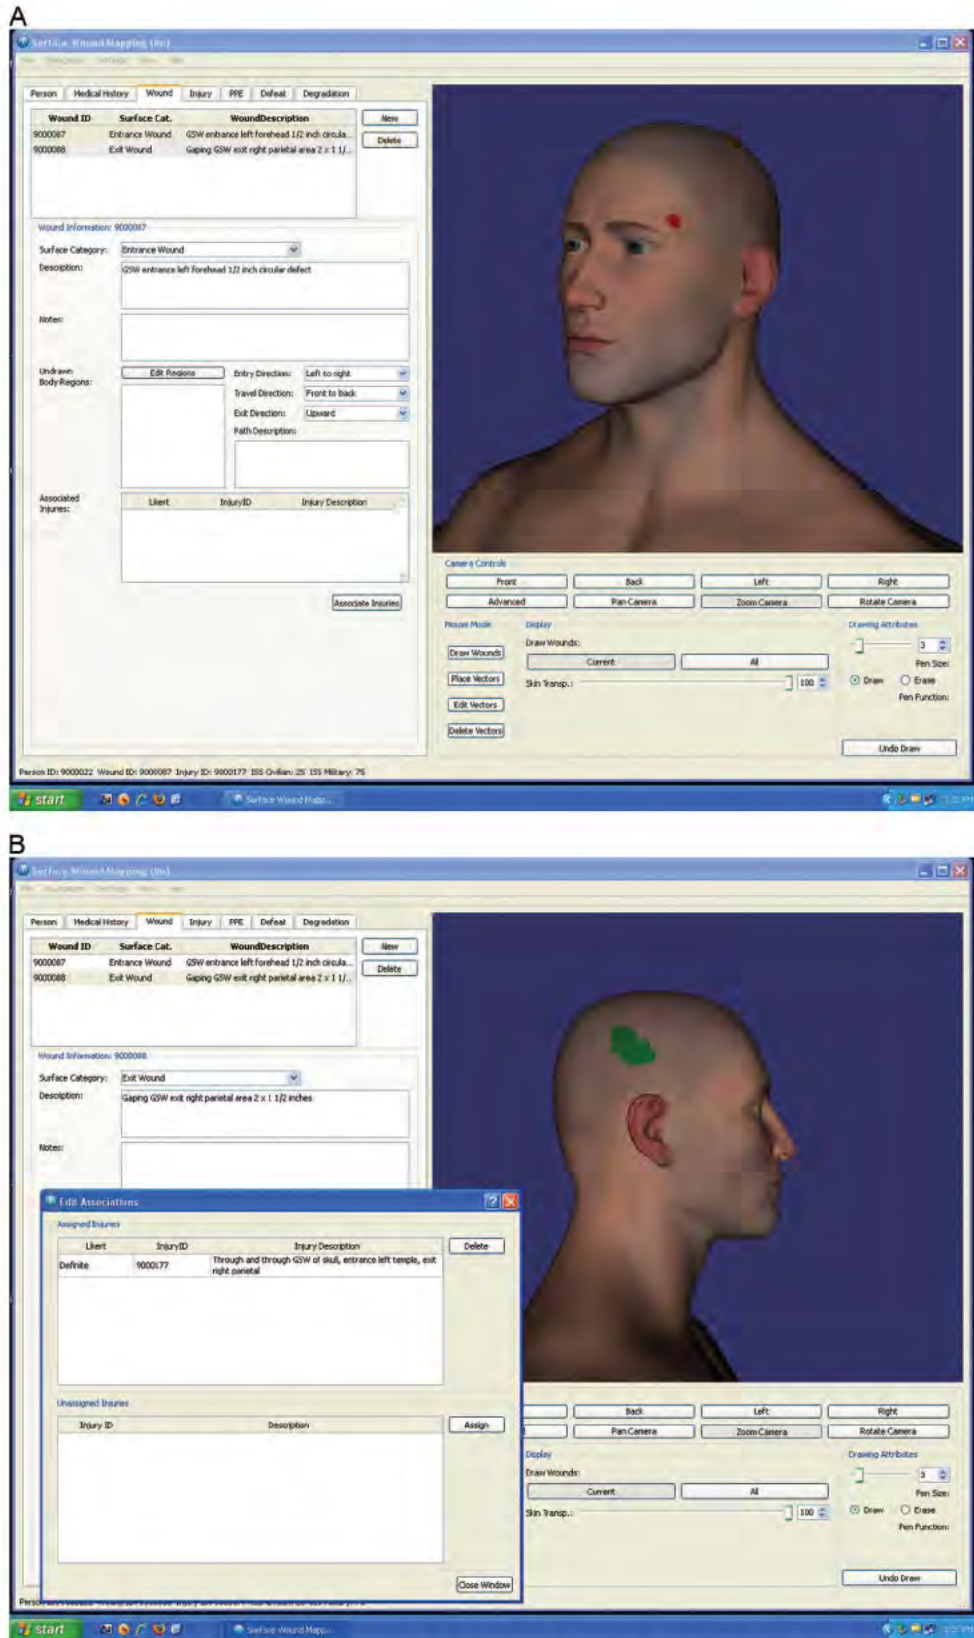 A
Surface Wound Mapping
Person Medical History Wound Injury PPE Defeat Degradation
Wound ID Surface Cat. WoundDescription New
9000087 Entrance Wound GSW entrance left forehead 1/2 inch circula...
Delete
9000088 Exit Wound Gaping GSW exit right parietal area 2 x 1 1/...
Wound Information: 9000087
Surface Category: Entrance Wound
Description: GSW entrance left forehead 1/2 inch circular defect
Notes:
Undrawn Body Regions: Edit Regions Entry Direction: Left to right
Travel Direction: Front to back
Exit Direction: Upward
Path Description:
Associated Injuries: Likert InjuryID Injury Description
Associate Injuries
Camera Controls
Front Back Left Right
Advanced Pan Camera Zoom Camera Rotate Camera
Mouse Mode Display Drawing Attributes
Draw Wounds Draw Wounds: 3
Current All Pen Size:
Place Vectors Skin Transp.: 100 Draw Erase
Edit Vectors Pen Function:
Delete Vectors
Undo Draw
Person ID: 9000022 Wound ID: 9000087 Injury ID: 9000177 ISS Civilian: 25 ISS Military: 75
start Surface Wound Mapp...
B
Surface Wound Mapping
Person Medical History Wound Injury PPE Defeat Degradation
Wound ID Surface Cat. WoundDescription New
9000087 Entrance Wound GSW entrance left forehead 1/2 inch circula...
Delete
9000088 Exit Wound Gaping GSW exit right parietal area 2 x 1 1/...
Wound Information: 9000088
Surface Category: Exit Wound
Description: Gaping GSW exit right parietal area 2 x 1 1/2 inches
Notes:
Edit Associations
Assigned Injuries
Likert InjuryID Injury Description Delete
Definite 9000177 Through and through GSW of skull, entrance left temple, exit
right parietal
Unassigned Injuries
Injury ID Description Assign
Close Window
Back Left Right
Pan Camera Zoom Camera Rotate Camera
Display Drawing Attributes
Draw Wounds: 3
Current All Pen Size:
Skin Transp.: 100 Draw Erase
Pen Function:
Undo Draw
start Surface Wound Mapp...